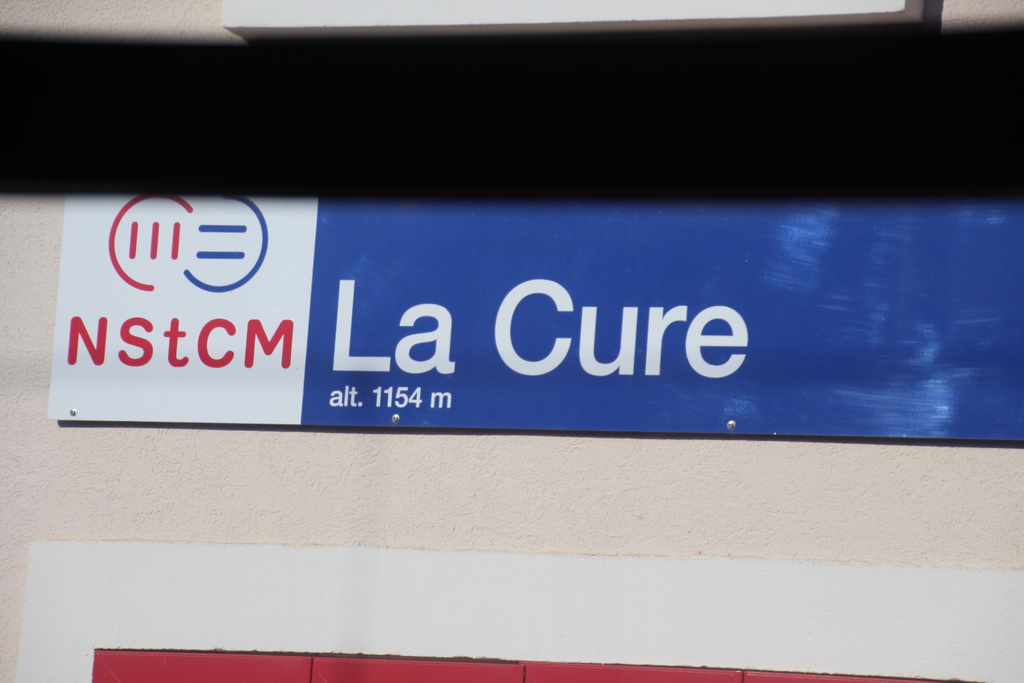 NStCM
La Cure
alt. 1154 m